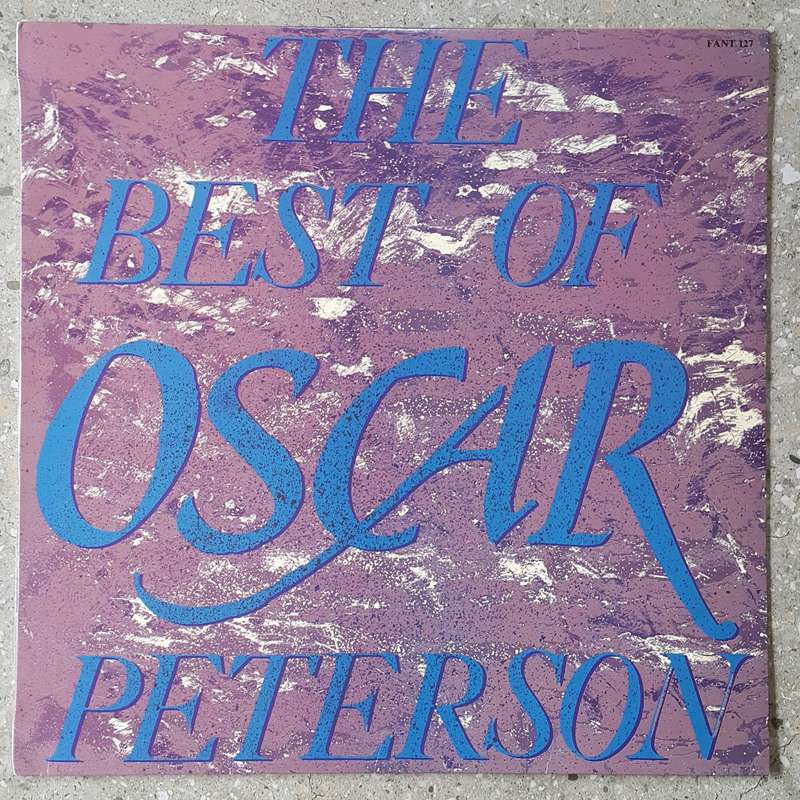 FANT 127
THE
BEST OF
OSCAR
PETERSON